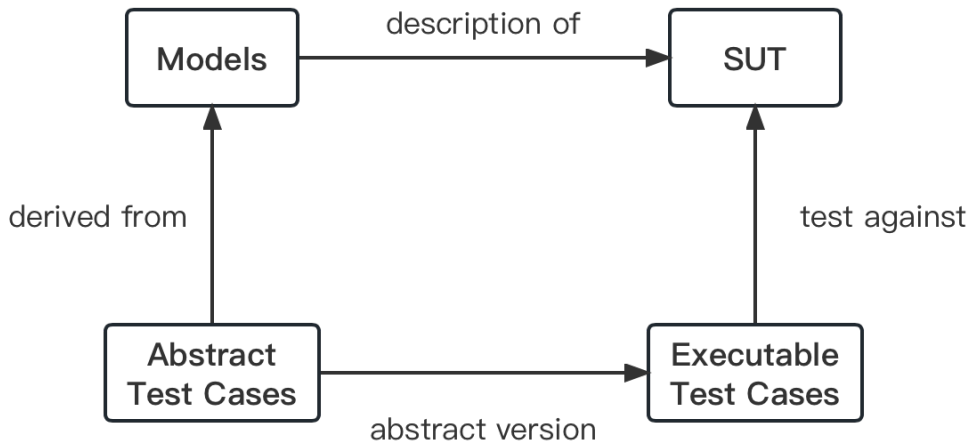 description of
Models
SUT
derived from
test against
Abstract
Test Cases
Executable
Test Cases
abstract version